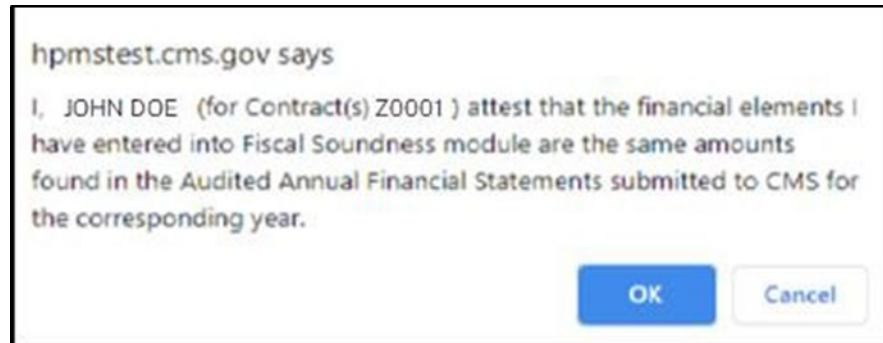 hpmstest.cms.gov says
I, JOHN DOE (for Contract(s) Z0001 ) attest that the financial elements I
have entered into Fiscal Soundness module are the same amounts
found in the Audited Annual Financial Statements submitted to CMS for
the corresponding year.
OK Cancel